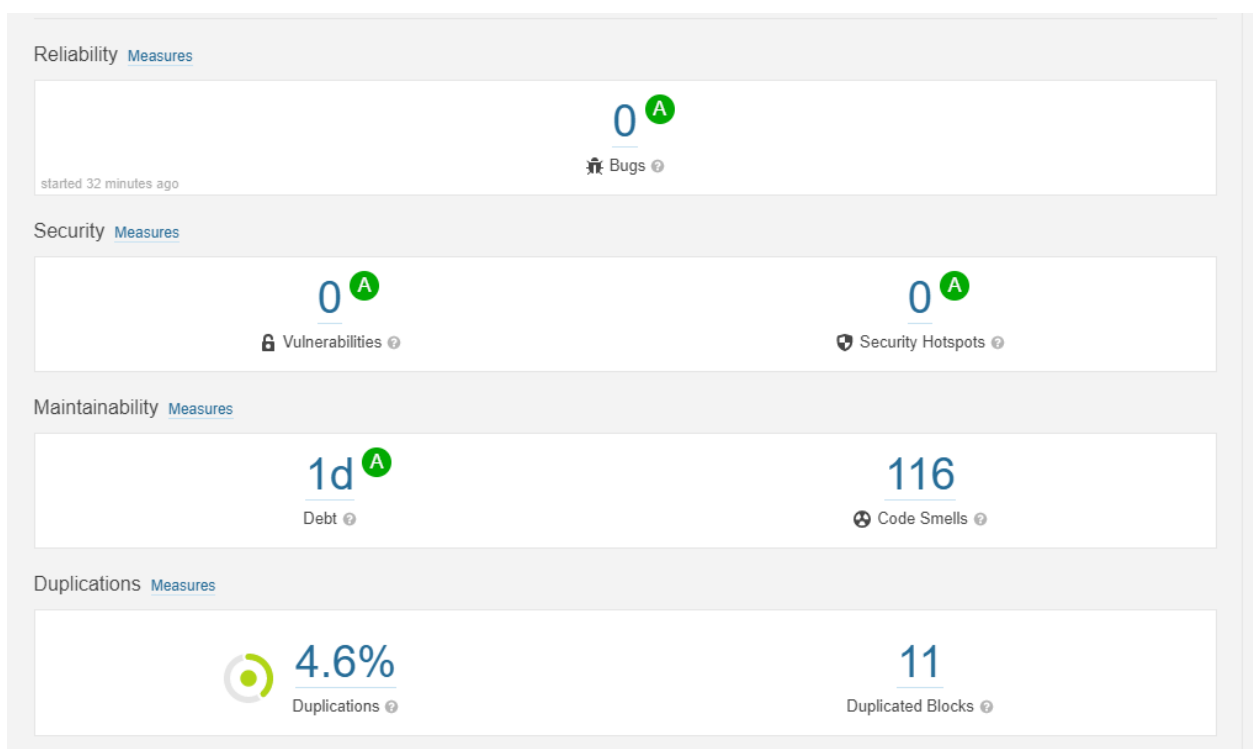 Reliability Measures
0 A
Bugs ?
started 32 minutes ago
Security Measures
0 A
Vulnerabilities ?
0 A
Security Hotspots ?
Maintainability Measures
1d A
Debt ?
116
Code Smells ?
Duplications Measures
4.6%
Duplications ?
11
Duplicated Blocks ?